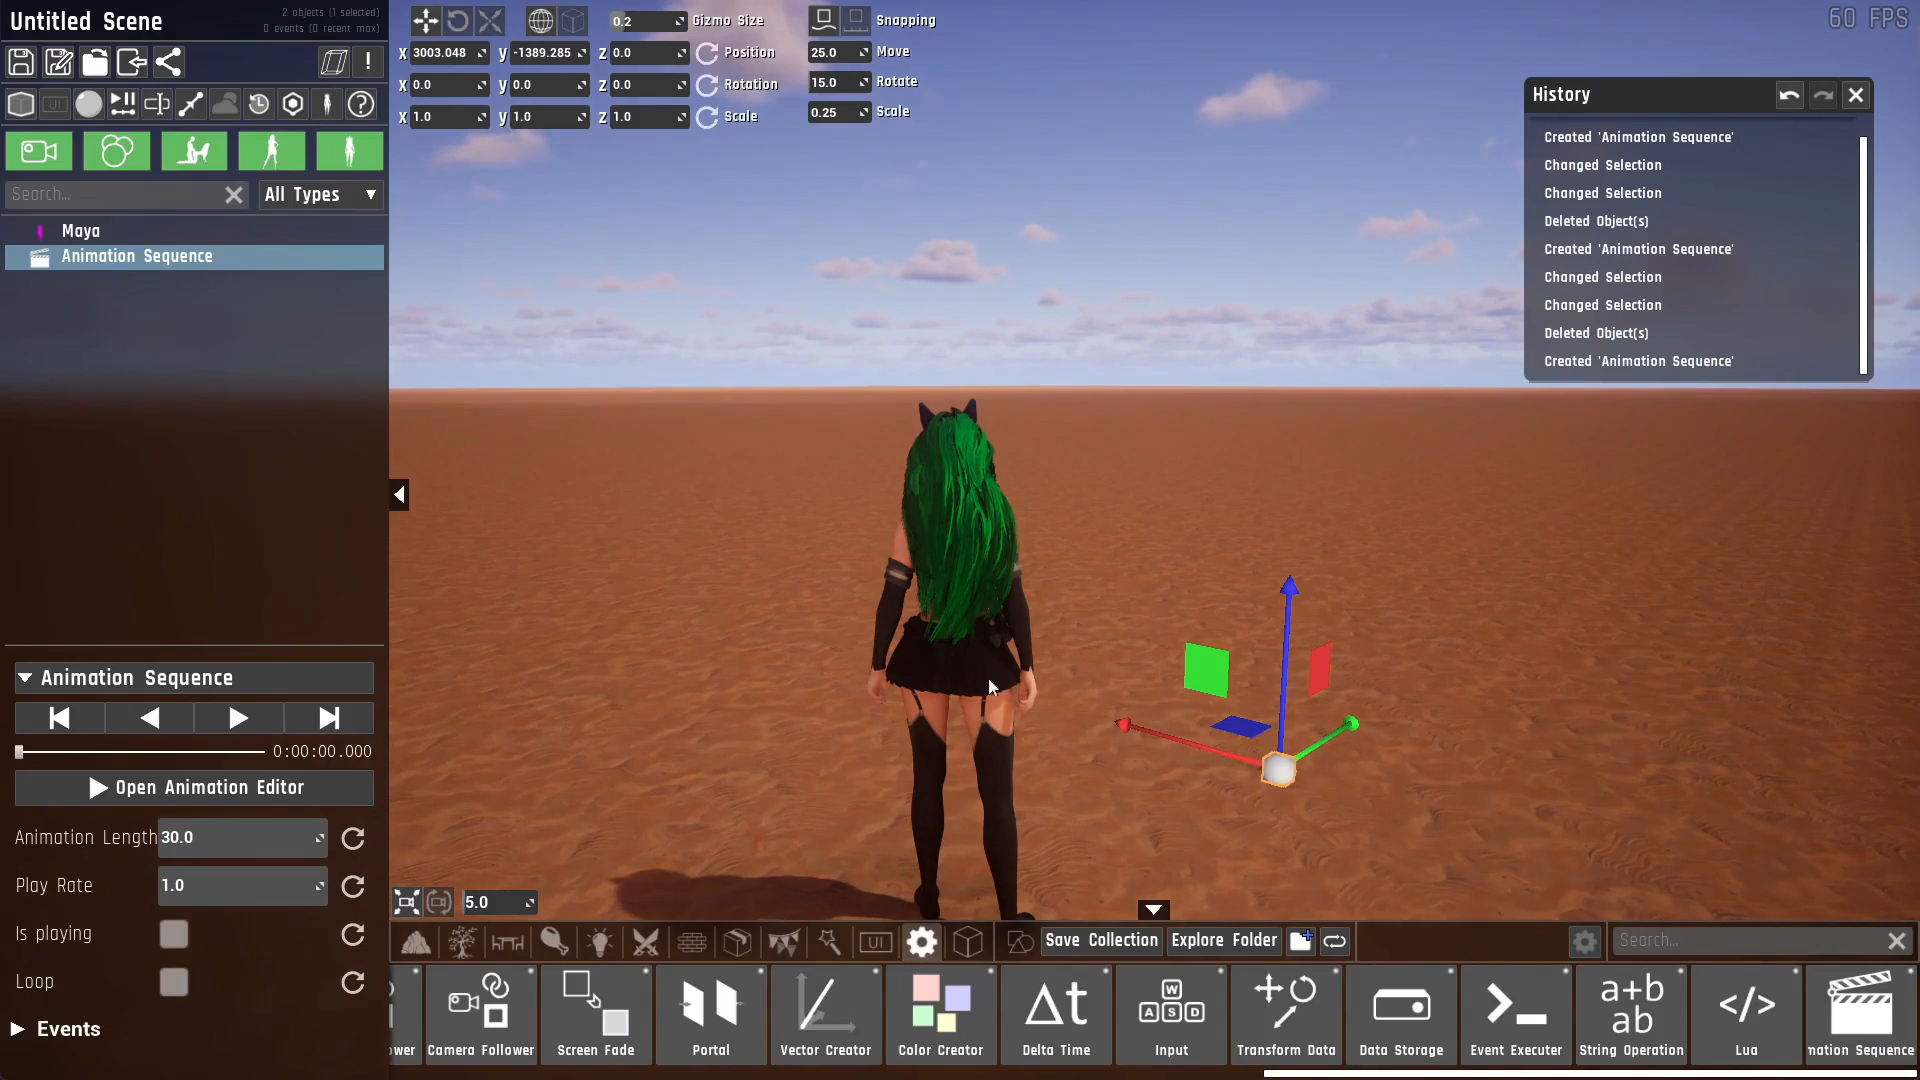 Untitled Scene
2 objects (1 selected)
0 events (0 recent max)
!
UI
Search...
All Types
Maya
Animation Sequence
Animation Sequence
0:00:00.000
Open Animation Editor
Animation Length 30.0
Play Rate 1.0
Is playing
Loop
Events
0.2 Gizmo Size
X 3003.048 y -1389.285 Z 0.0 Position
X 0.0 y 0.0 Z 0.0 Rotation
X 1.0 y 1.0 Z 1.0 Scale
Snapping
25.0 Move
15.0 Rotate
0.25 Scale
60 FPS
History
Created 'Animation Sequence'
Changed Selection
Changed Selection
Deleted Object(s)
Created 'Animation Sequence'
Changed Selection
Changed Selection
Deleted Object(s)
Created 'Animation Sequence'
5.0
UI
Save Collection
Explore Folder
Search...
ower
Camera Follower
Screen Fade
Portal
Vector Creator
Color Creator
Δt
Delta Time
W
A S D
Input
Transform Data
Data Storage
Event Executer
a+b
ab
String Operation
</>
Lua
mation Sequence